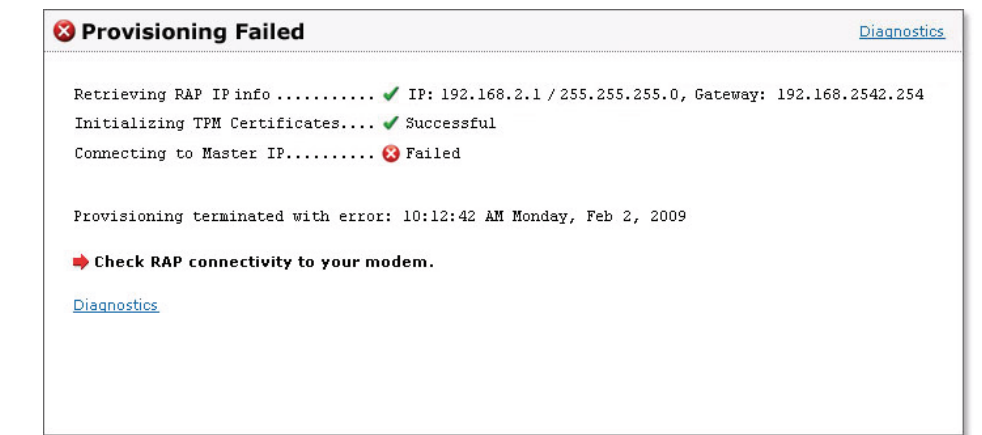 Provisioning Failed Diagnostics
Retrieving RAP IP info ........... IP: 192.168.2.1 / 255.255.255.0, Gateway: 192.168.2542.254
Initializing TPM Certificates.... Successful
Connecting to Master IP.......... Failed
Provisioning terminated with error: 10:12:42 AM Monday, Feb 2, 2009
Check RAP connectivity to your modem.
Diagnostics